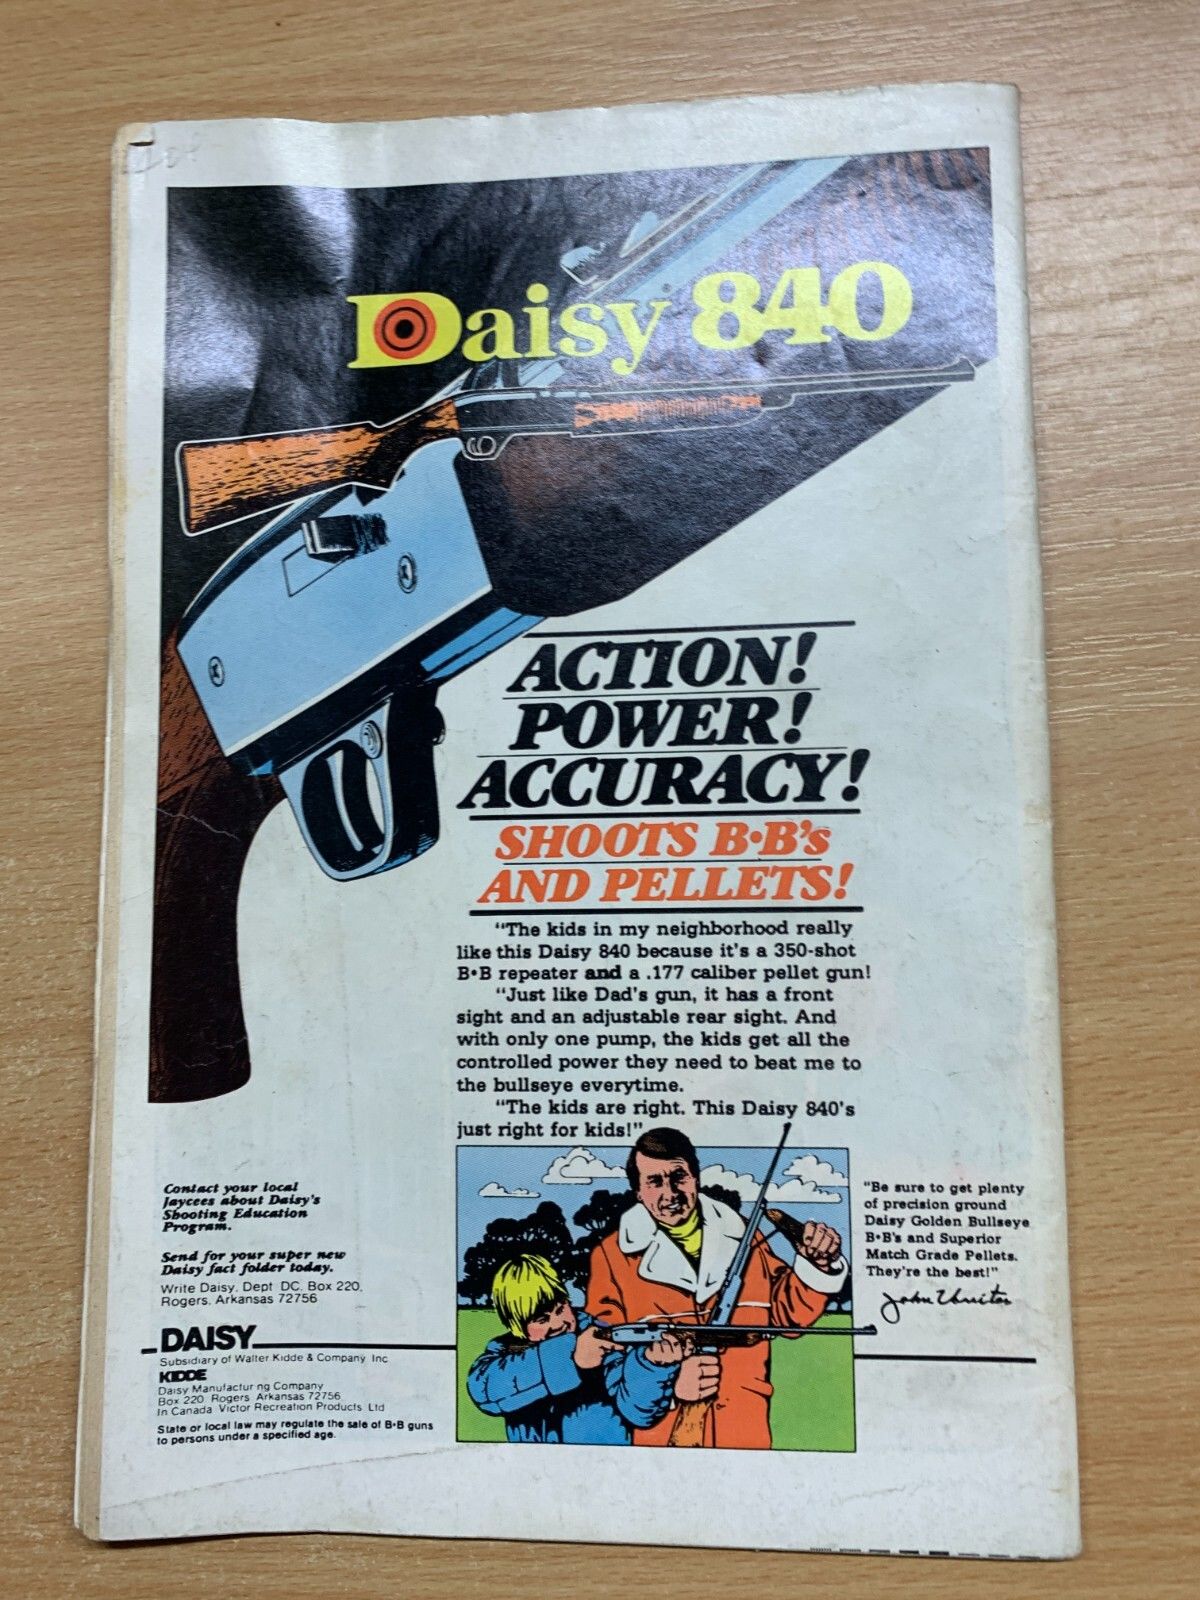 Daisy 840
ACTION!
POWER!
ACCURACY!
SHOOTS B•B's
AND PELLETS!
"The kids in my neighborhood really
like this Daisy 840 because it's a 350-shot
B•B repeater and a .177 caliber pellet gun!
"Just like Dad's gun, it has a front
sight and an adjustable rear sight. And
with only one pump, the kids get all the
controlled power they need to beat me to
the bullseye everytime.
"The kids are right. This Daisy 840's
just right for kids!"
"Be sure to get plenty
of precision ground
Daisy Golden Bullseye
B•B's and Superior
Match Grade Pellets.
They're the best!"
Contact your local
Jaycees about Daisy's
Shooting Education
Program.
Send for your super new
Daisy fact folder today.
Write Daisy, Dept DC, Box 220,
Rogers, Arkansas 72756
DAISY
Subsidiary of Walter Kidde & Company Inc
KIDDE
Daisy Manufacturing Company
Box 220 Rogers Arkansas 72756
In Canada Victor Recreation Products Ltd
State or local law may regulate the sale of B•B guns
to persons under a specified age.